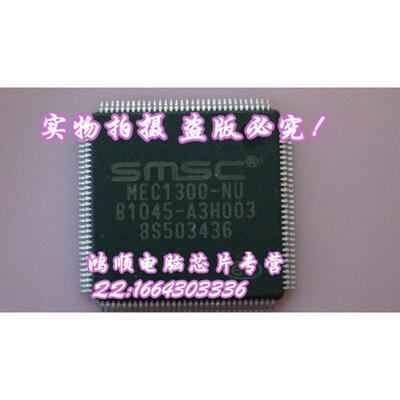 实物拍摄 盗版必究！
SMSC®
MEC1300-NU
B1045-A3H003
8S503436
鸿顺电脑芯片专营
22:1664303336